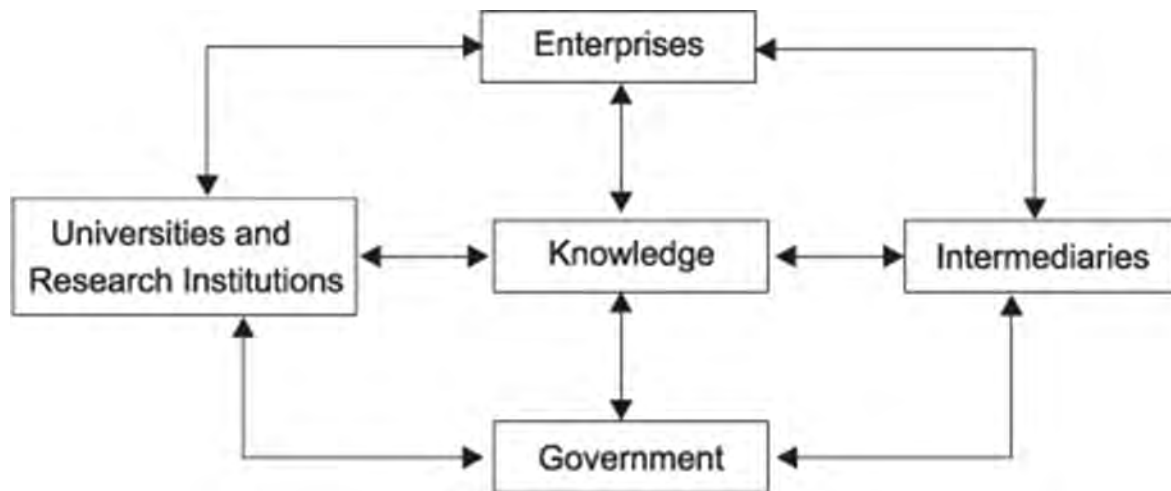 Enterprises
Universities and
Research Institutions
Knowledge
Intermediaries
Government